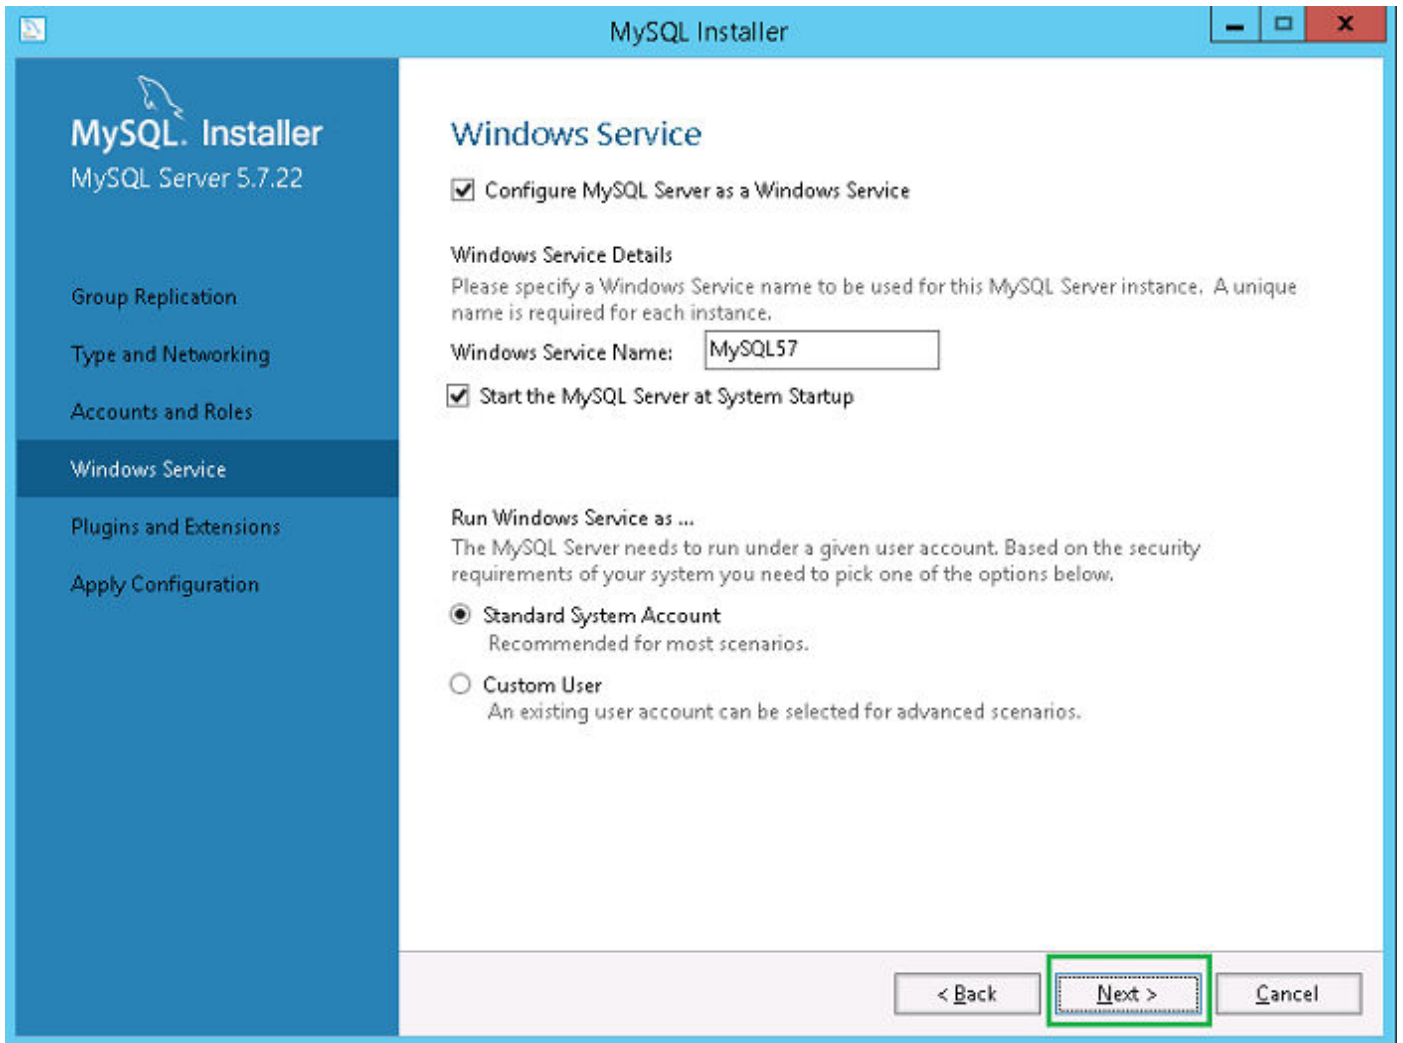 MySQL Installer
MySQL. Installer
MySQL Server 5.7.22
Group Replication
Type and Networking
Accounts and Roles
Windows Service
Plugins and Extensions
Apply Configuration
Windows Service
Configure MySQL Server as a Windows Service
Windows Service Details
Please specify a Windows Service name to be used for this MySQL Server instance. A unique
name is required for each instance.
Windows Service Name: MySQL57
Start the MySQL Server at System Startup
Run Windows Service as ...
The MySQL Server needs to run under a given user account. Based on the security
requirements of your system you need to pick one of the options below.
Standard System Account
Recommended for most scenarios.
Custom User
An existing user account can be selected for advanced scenarios.
< Back Next > Cancel